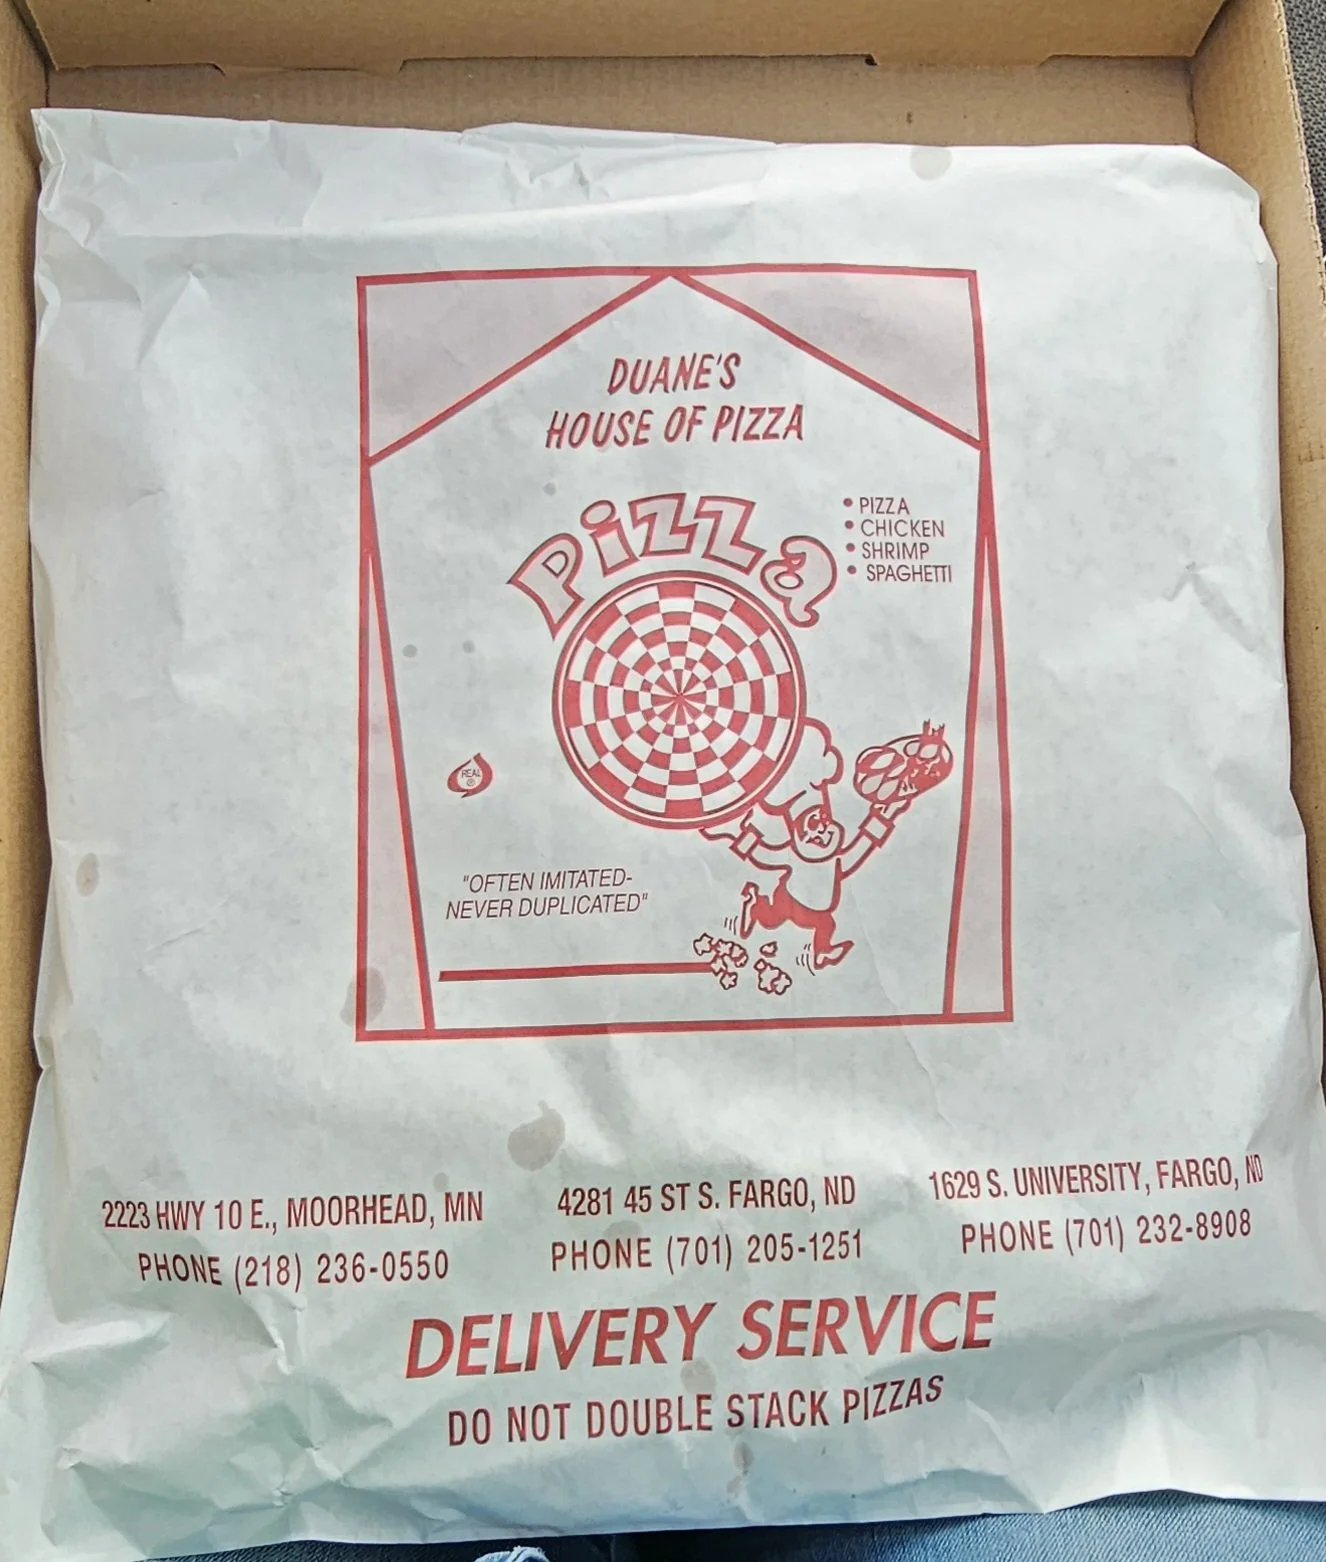 DUANE'S
HOUSE OF PIZZA
Pizza
• PIZZA
• CHICKEN
• SHRIMP
• SPAGHETTI
REAL
"OFTEN IMITATED-
NEVER DUPLICATED"
2223 HWY 10 E., MOORHEAD, MN
PHONE (218) 236-0550
4281 45 ST S. FARGO, ND
PHONE (701) 205-1251
1629 S. UNIVERSITY, FARGO, ND
PHONE (701) 232-8908
DELIVERY SERVICE
DO NOT DOUBLE STACK PIZZAS